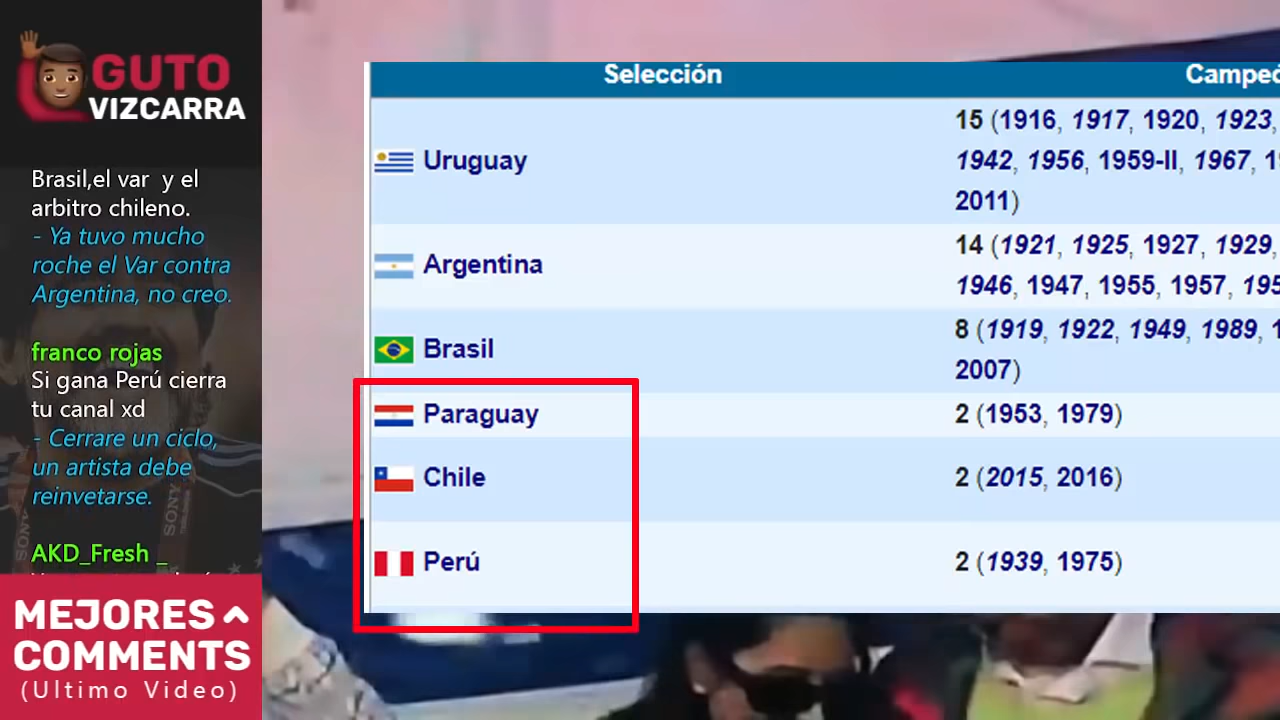 GUTO
VIZCARRA
Brasil,el var y el
arbitro chileno.
- Ya tuvo mucho
roche el Var contra
Argentina, no creo.
franco rojas
Si gana Perú cierra
tu canal xd
- Cerrare un ciclo,
un artista debe
reinvetarse.
SONY
SONY
AKD_Fresh _
MEJORES
COMMENTS
(Ultimo Video)
Selección
Uruguay
15 (1916, 1917, 1920, 1923,
1942, 1956, 1959-II, 1967,
2011)
Argentina
14 (1921, 1925, 1927, 1929,
1946, 1947, 1955, 1957,
Brasil
8 (1919, 1922, 1949, 1989,
2007)
Paraguay 2 (1953, 1979)
Chile 2 (2015, 2016)
Perú 2 (1939, 1975)